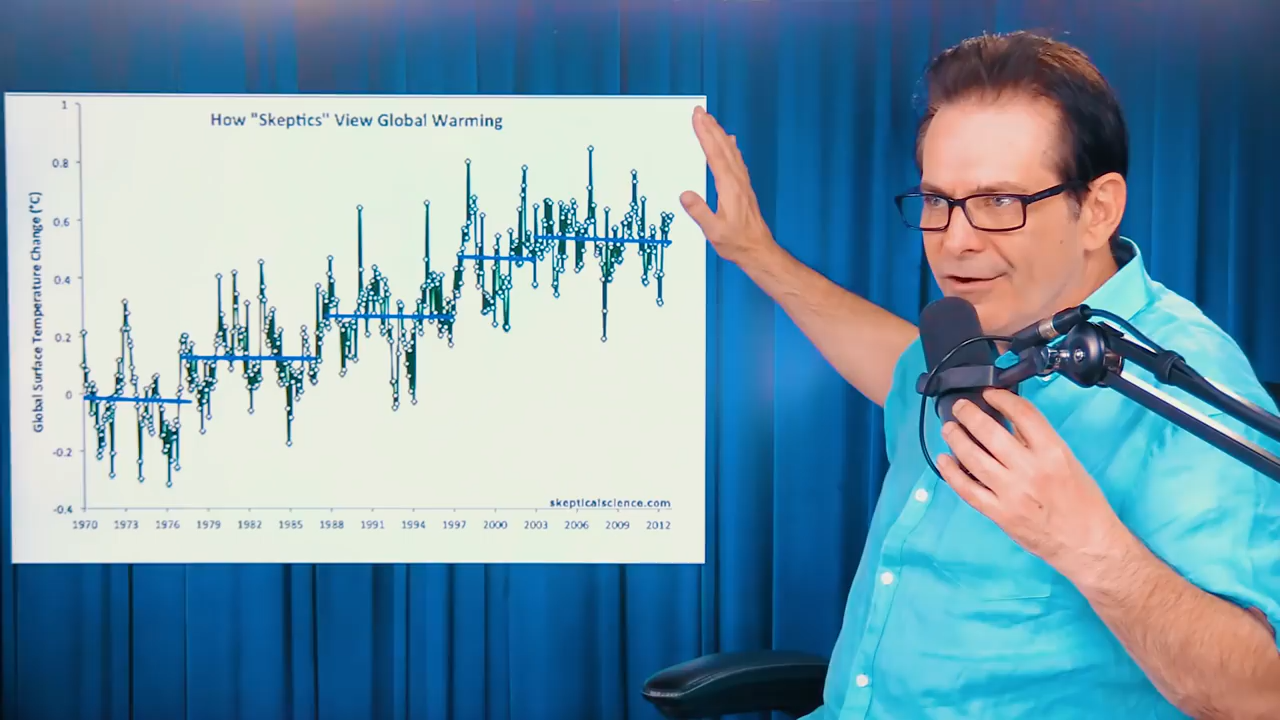 How "Skeptics" View Global Warming
Global Surface Temperature Change (°C)
1
0.8
0.6
0.4
0.2
0
-0.2
-0.4
skepticalscience.com
1970 1973 1976 1979 1982 1985 1988 1991 1994 1997 2000 2003 2006 2009 2012